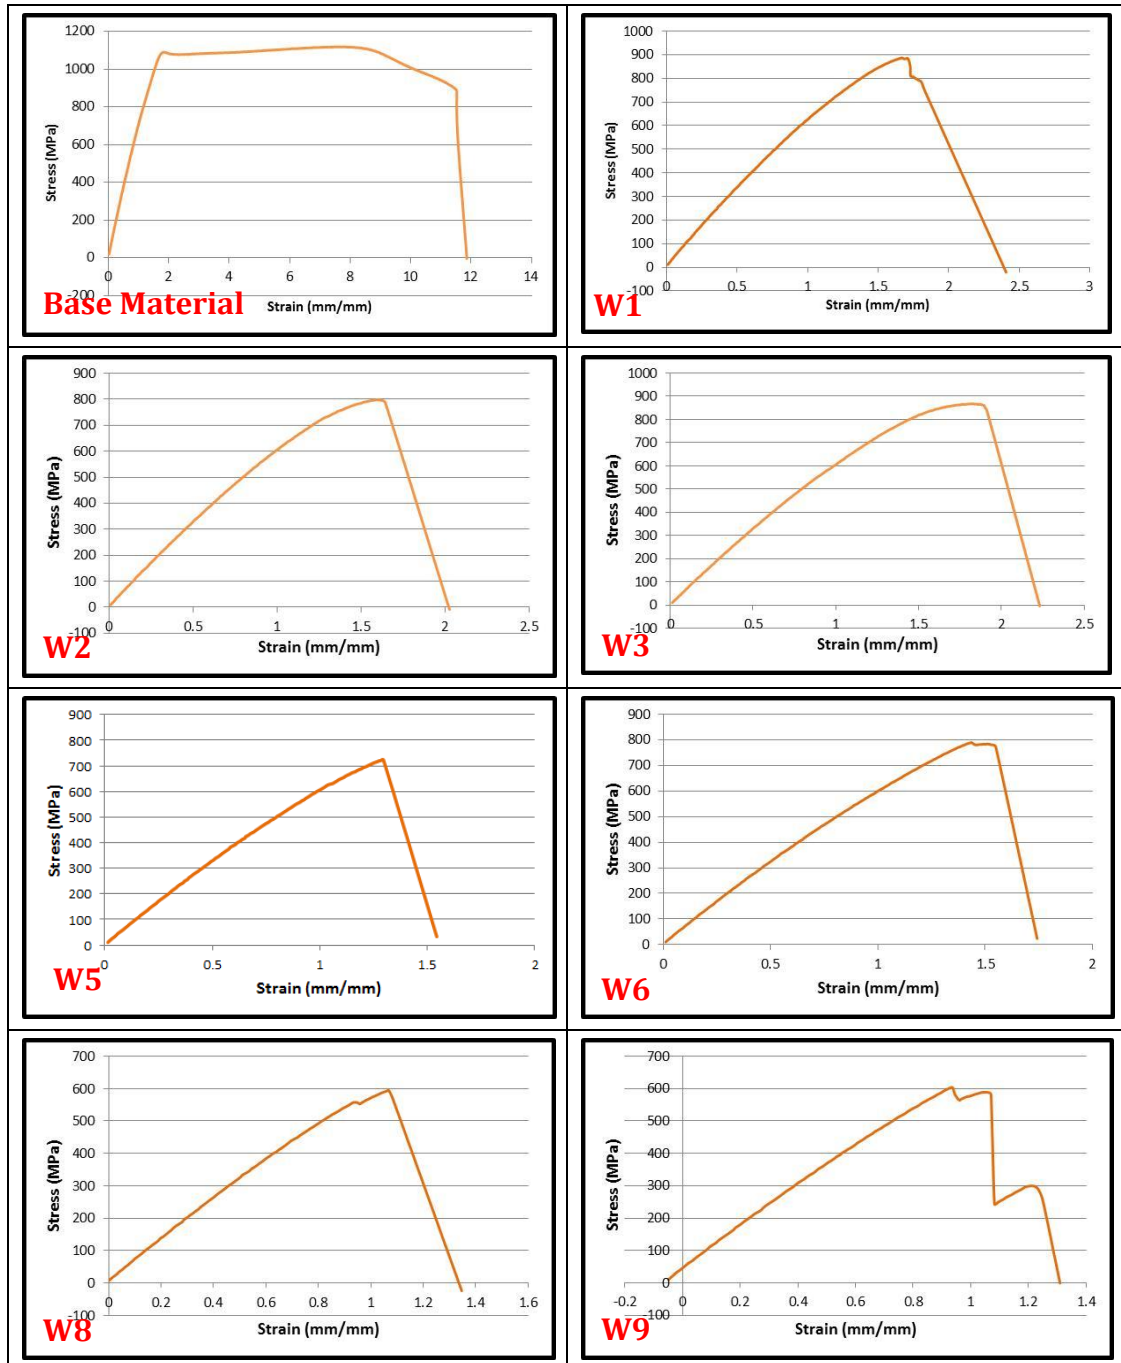 1200
1000
800
600
400
200
0
-200
0 2 4 6 8 10 12 14
Stress (MPa)
Strain (mm/mm)
Base Material
1000
900
800
700
600
500
400
300
200
100
0
-100
0 0.5 1 1.5 2 2.5 3
Stress (MPa)
Strain (mm/mm)
W1
900
800
700
600
500
400
300
200
100
0
-100
0 0.5 1 1.5 2 2.5
Stress (MPa)
Strain (mm/mm)
W2
1000
900
800
700
600
500
400
300
200
100
0
-100
0 0.5 1 1.5 2 2.5
Stress (MPa)
Strain (mm/mm)
W3
900
800
700
600
500
400
300
200
100
0
0 0.5 1 1.5 2
Stress (MPa)
Strain (mm/mm)
W5
900
800
700
600
500
400
300
200
100
0
0 0.5 1 1.5 2
Stress (MPa)
Strain (mm/mm)
W6
700
600
500
400
300
200
100
0
-100
0 0.2 0.4 0.6 0.8 1 1.2 1.4 1.6
Stress (MPa)
Strain (mm/mm)
W8
700
600
500
400
300
200
100
0
-100
-0.2 0 0.2 0.4 0.6 0.8 1 1.2 1.4
Stress (MPa)
Strain (mm/mm)
W9